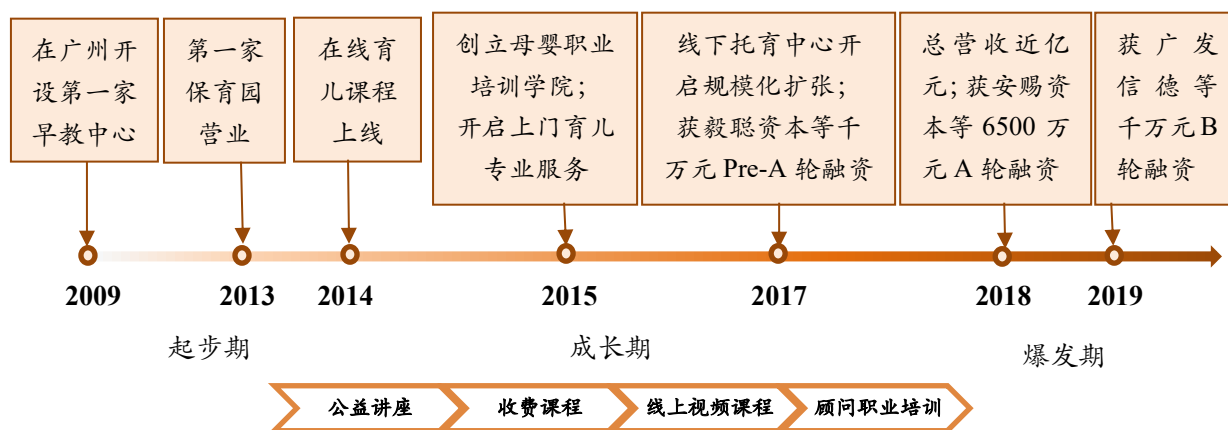 在广州开
设第一家
早教中心
第一家
保育园
营业
在线育
儿课程
上线
创立母婴职业
培训学院；
开启上门育儿
专业服务
线下托育中心开
启规模化扩张；
获毅聪资本等千
万元 Pre-A 轮融资
总营收近亿
元；获安赐资
本等 6500 万
元 A 轮融资
获广发
信德等
千万元 B
轮融资
2009
2013
2014
2015
2017
2018
2019
起步期
成长期
爆发期
公益讲座
收费课程
线上视频课程
顾问职业培训